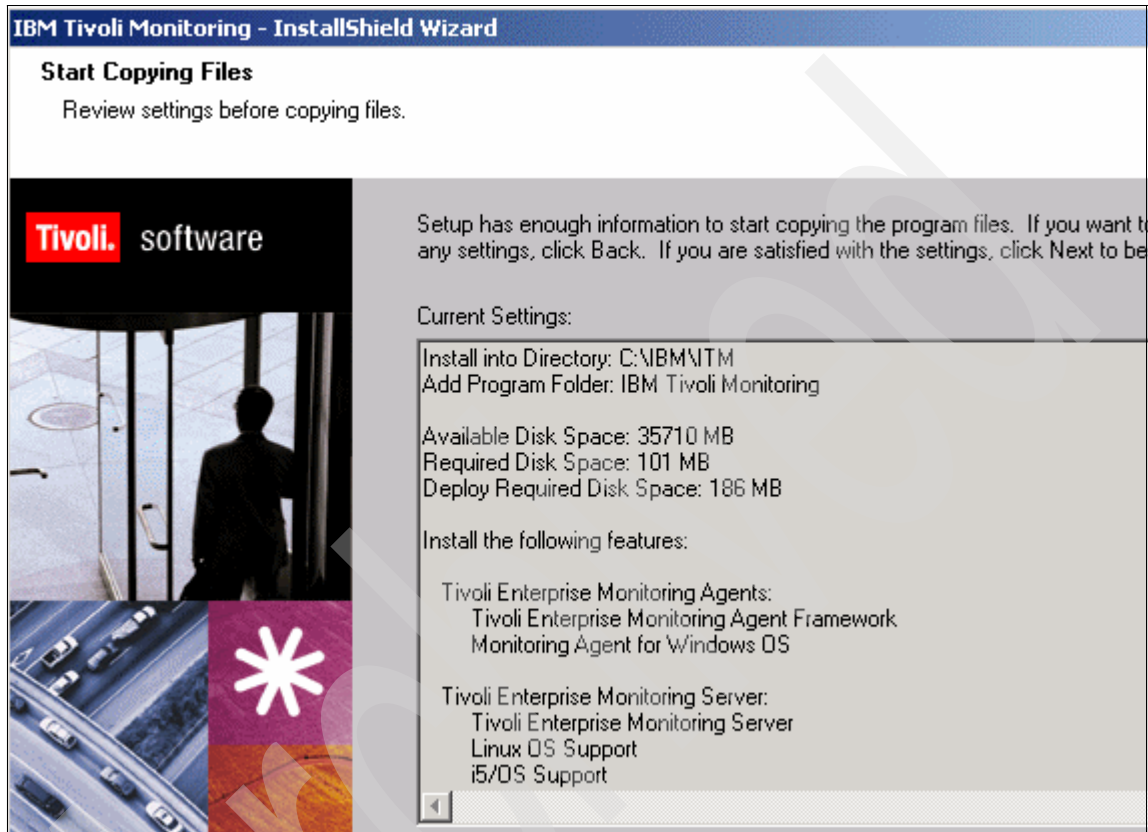 IBM Tivoli Monitoring - InstallShield Wizard
Start Copying Files
Review settings before copying files.
Tivoli. software
Setup has enough information to start copying the program files. If you want t
any settings, click Back. If you are satisfied with the settings, click Next to be
Current Settings:
Install into Directory: C:\IBM\ITM
Add Program Folder: IBM Tivoli Monitoring
Available Disk Space: 35710 MB
Required Disk Space: 101 MB
Deploy Required Disk Space: 186 MB
Install the following features:
Tivoli Enterprise Monitoring Agents:
Tivoli Enterprise Monitoring Agent Framework
Monitoring Agent for Windows OS
Tivoli Enterprise Monitoring Server:
Tivoli Enterprise Monitoring Server
Linux OS Support
i5/OS Support